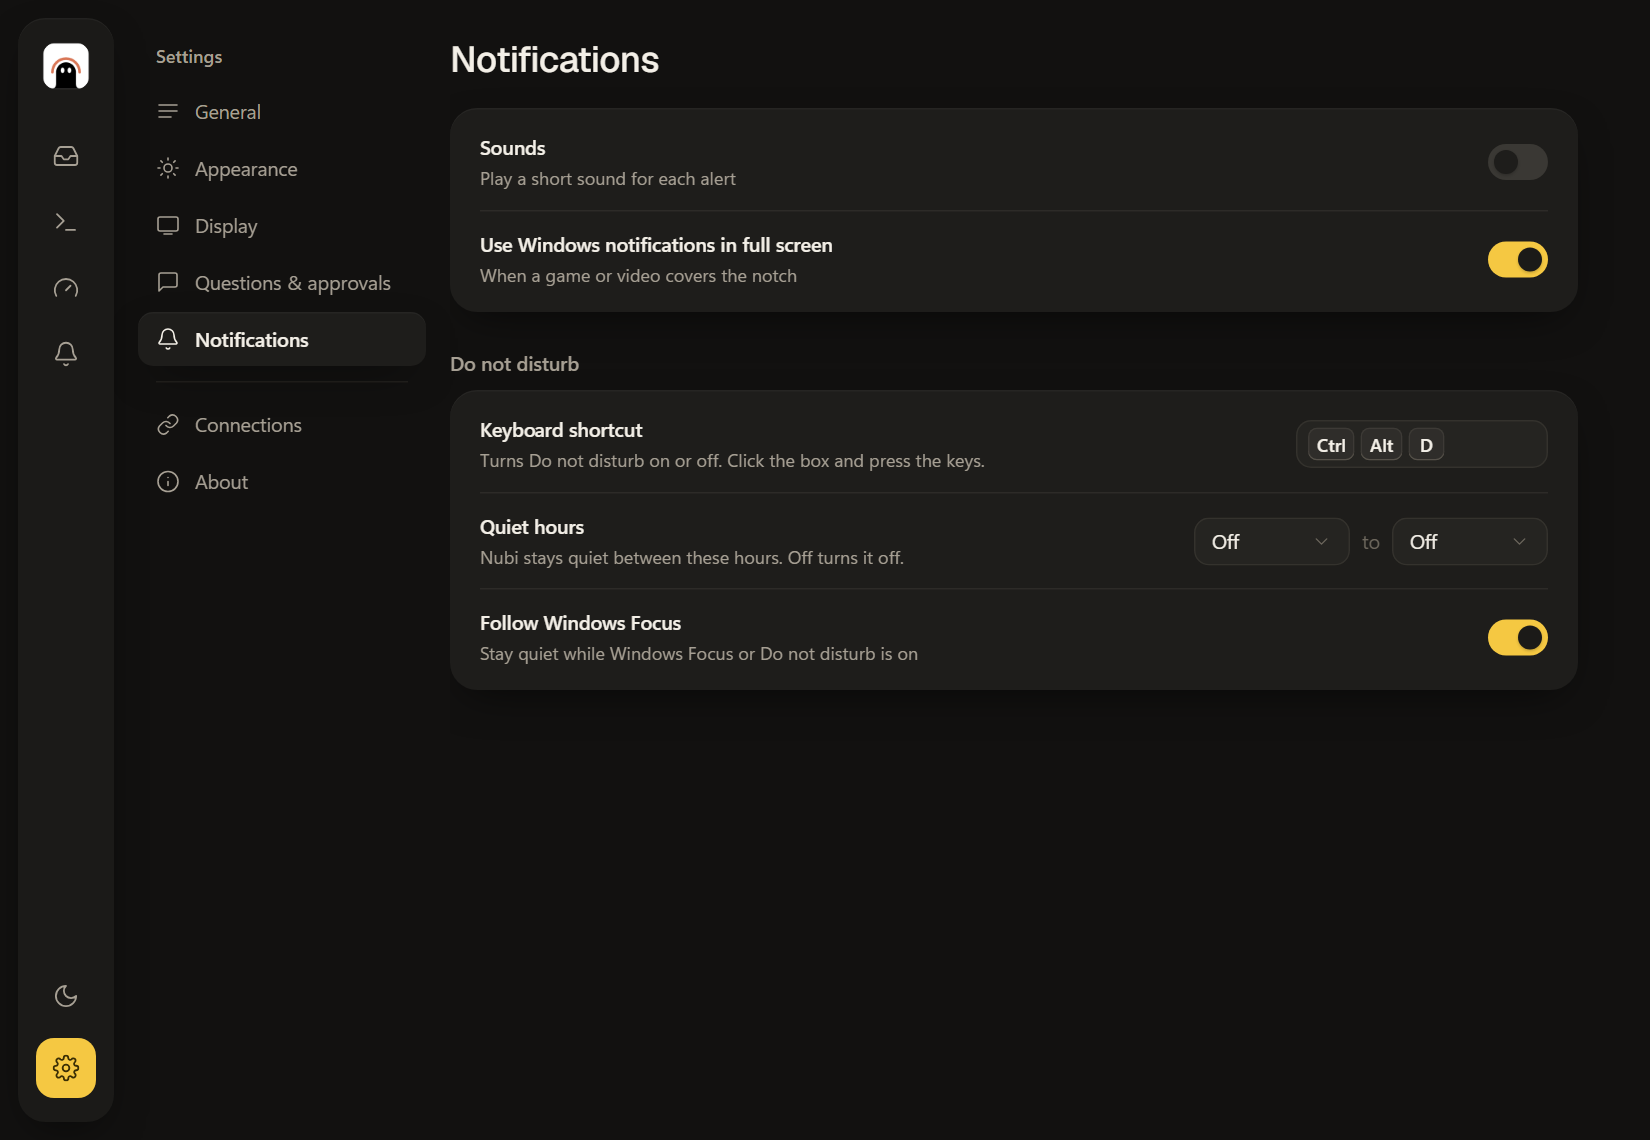 Settings
General
Appearance
Display
Questions & approvals
Notifications
Connections
About
Notifications
Sounds
Play a short sound for each alert
Use Windows notifications in full screen
When a game or video covers the notch
Do not disturb
Keyboard shortcut
Turns Do not disturb on or off. Click the box and press the keys.
Ctrl Alt D
Quiet hours
Nubi stays quiet between these hours. Off turns it off.
Off to Off
Follow Windows Focus
Stay quiet while Windows Focus or Do not disturb is on